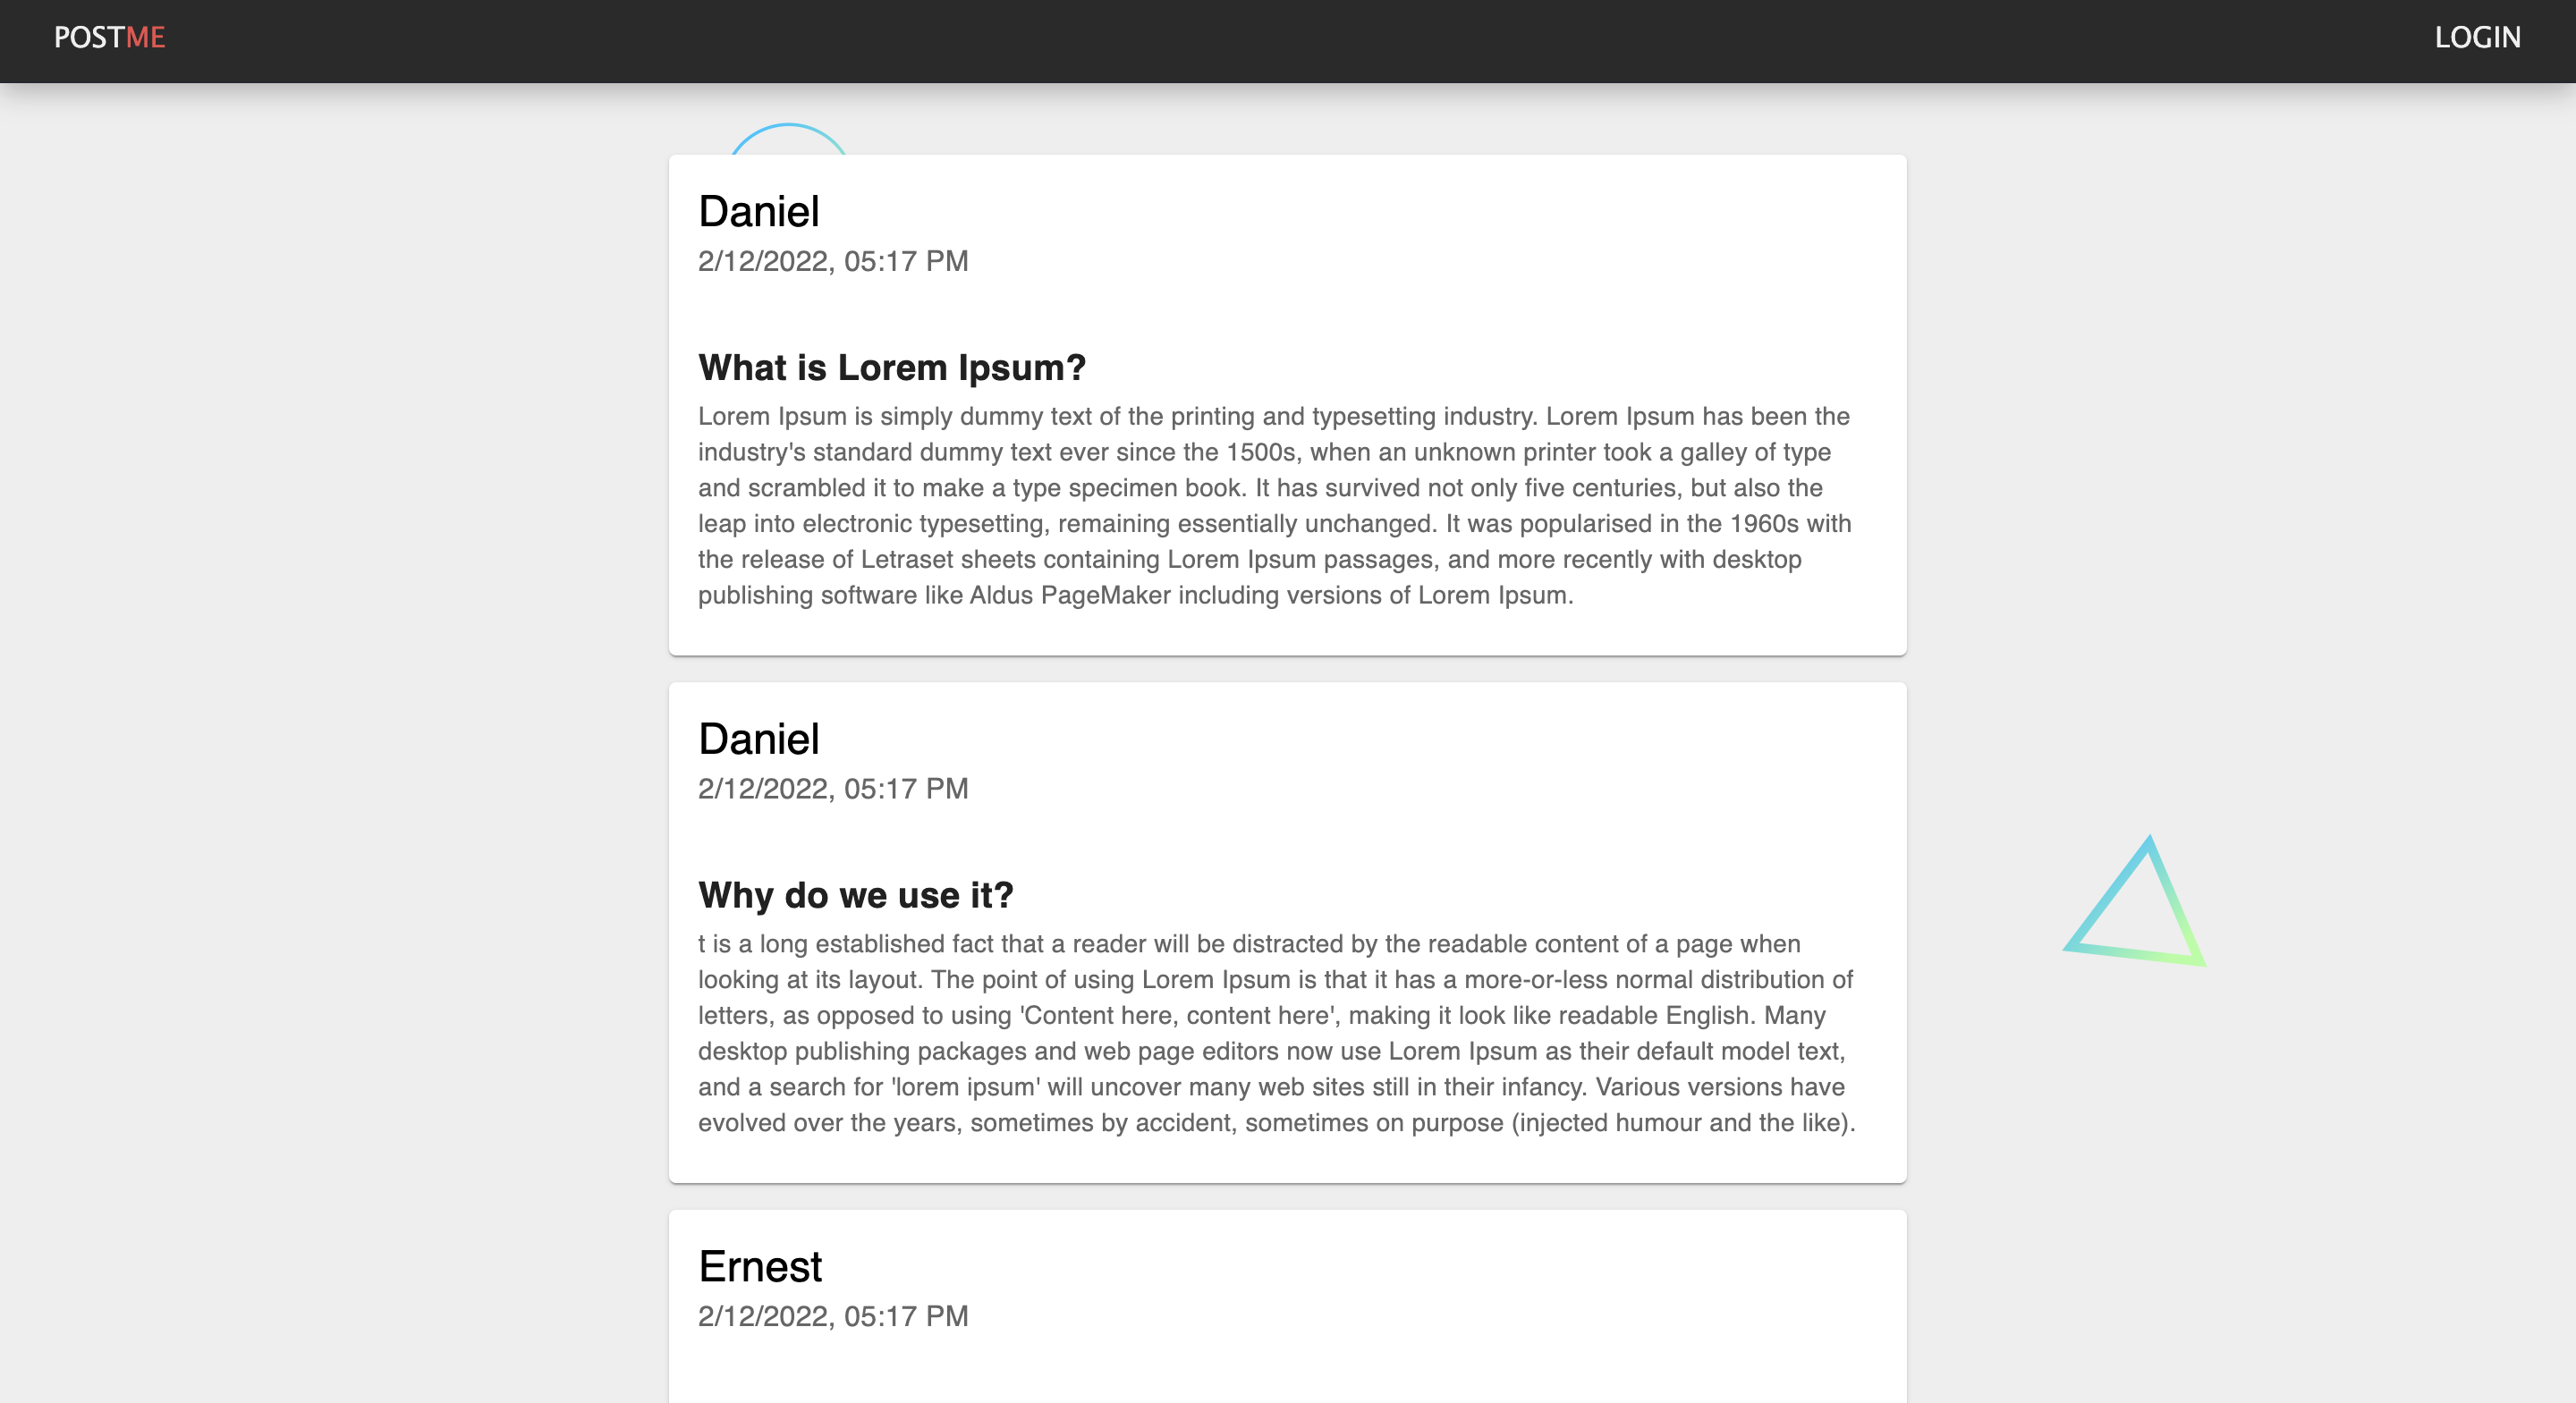 POSTME
LOGIN
Daniel
2/12/2022, 05:17 PM
What is Lorem Ipsum?
Lorem Ipsum is simply dummy text of the printing and typesetting industry. Lorem Ipsum has been the
industry's standard dummy text ever since the 1500s, when an unknown printer took a galley of type
and scrambled it to make a type specimen book. It has survived not only five centuries, but also the
leap into electronic typesetting, remaining essentially unchanged. It was popularised in the 1960s with
the release of Letraset sheets containing Lorem Ipsum passages, and more recently with desktop
publishing software like Aldus PageMaker including versions of Lorem Ipsum.
Daniel
2/12/2022, 05:17 PM
Why do we use it?
t is a long established fact that a reader will be distracted by the readable content of a page when
looking at its layout. The point of using Lorem Ipsum is that it has a more-or-less normal distribution of
letters, as opposed to using 'Content here, content here', making it look like readable English. Many
desktop publishing packages and web page editors now use Lorem Ipsum as their default model text,
and a search for 'lorem ipsum' will uncover many web sites still in their infancy. Various versions have
evolved over the years, sometimes by accident, sometimes on purpose (injected humour and the like).
Ernest
2/12/2022, 05:17 PM